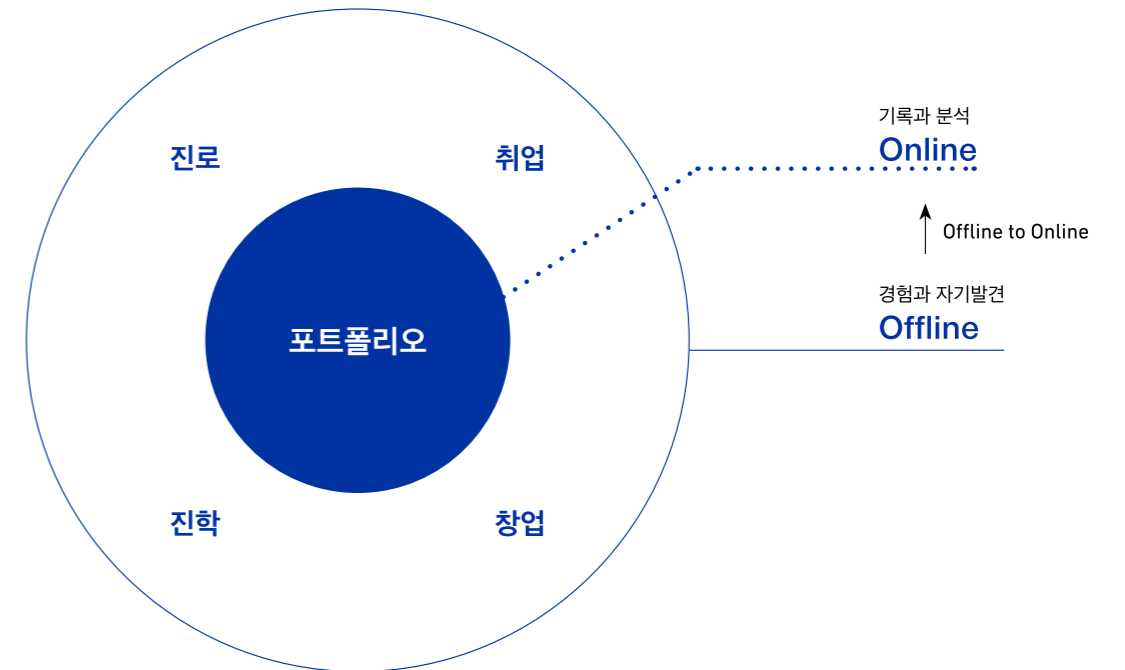 진로
취업
포트폴리오
진학
창업
기록과 분석
Online
Offline to Online
경험과 자기발견
Offline